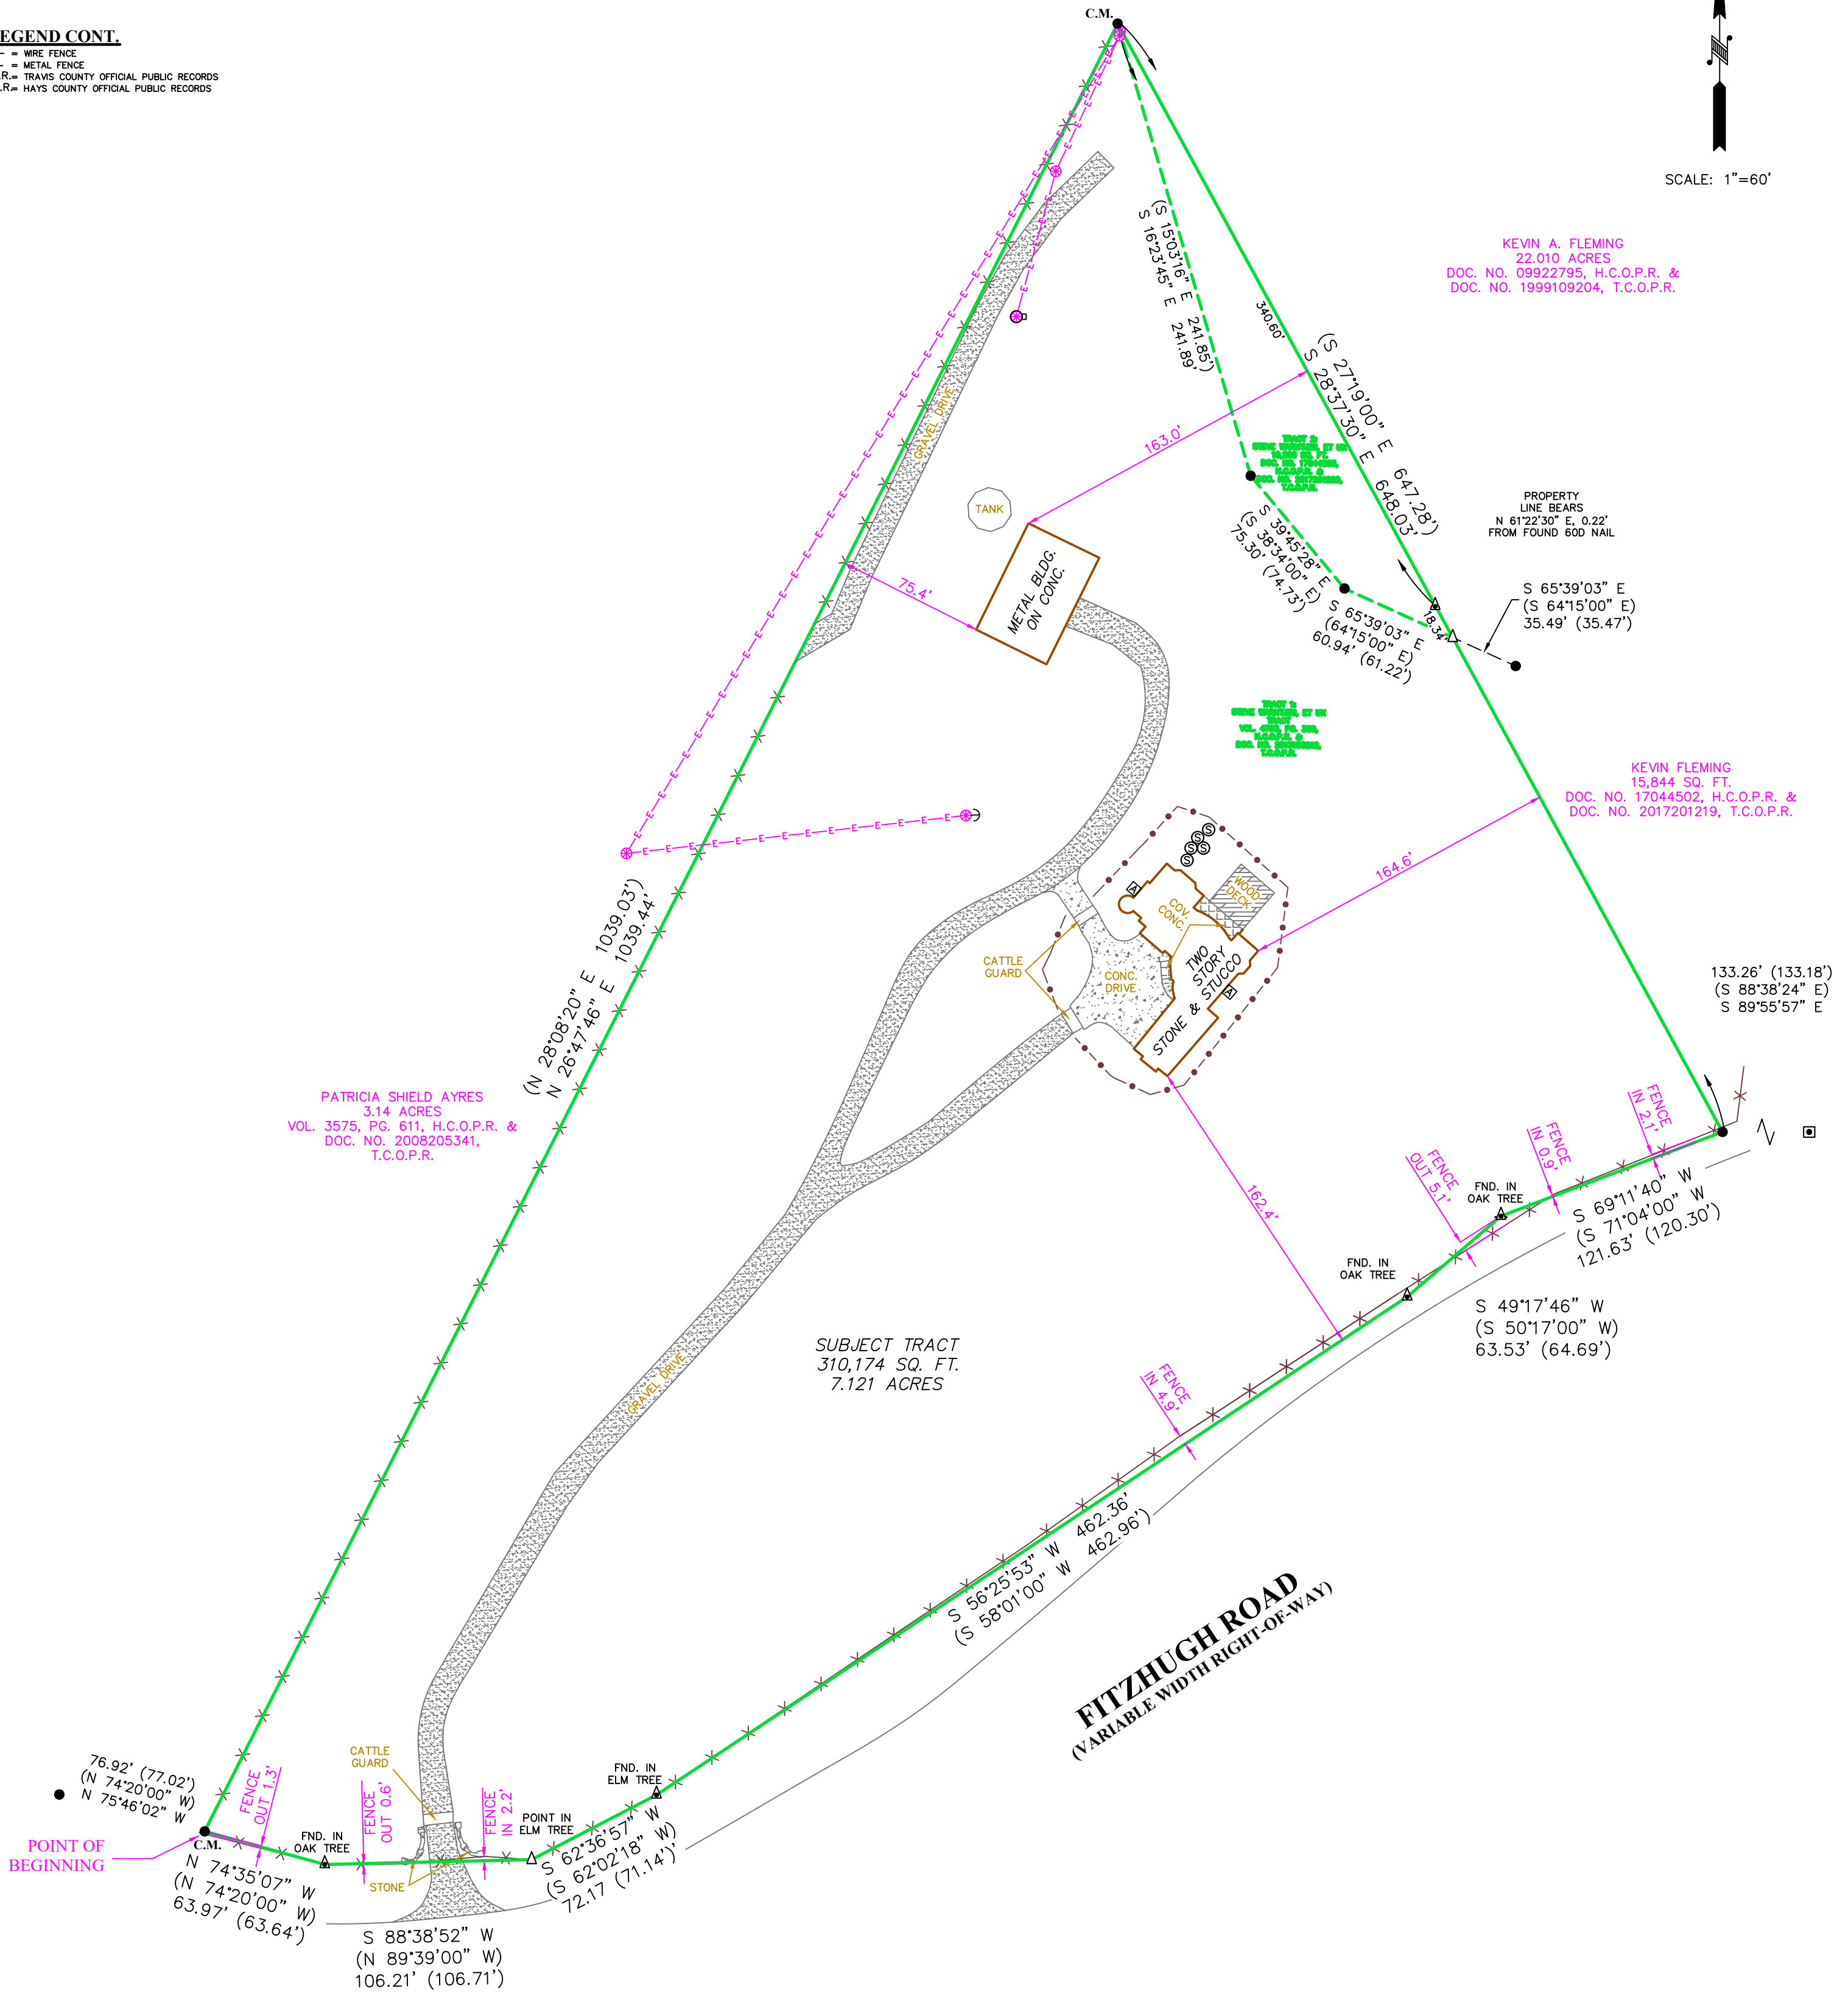 C.M.
EGEND CONT.
= WIRE FENCE
= METAL FENCE
.R.= TRAVIS COUNTY OFFICIAL PUBLIC RECORDS
.R.= HAYS COUNTY OFFICIAL PUBLIC RECORDS
SCALE: 1"=60'
KEVIN A. FLEMING
22.010 ACRES
DOC. NO. 09922795, H.C.O.P.R. &
DOC. NO. 1999109204, T.C.O.P.R.
(S 15°03'16" E 241.85')
S 16°23'45" E 241.89'
340.60'
(S 27°19'00" E 647.28')
S 28°37'30" E 648.03'
GRAVEL DRIVE
163.0'
TRACT 2:
T.C.O.P.R.
TANK
PROPERTY
LINE BEARS
N 61°22'30" E, 0.22'
FROM FOUND 60D NAIL
S 39°45'28" E
(S 38°34'00" E)
75.30' (74.73')
METAL BLDG.
ON CONC.
75.4'
S 65°39'03" E
(S 64°15'00" E)
35.49' (35.47')
18.34'
S 65°39'03" E
(64°15'00" E)
60.94' (61.22')
TRACT 1:
TRACT
T.C.O.P.R.
KEVIN FLEMING
15,844 SQ. FT.
DOC. NO. 17044502, H.C.O.P.R. &
DOC. NO. 2017201219, T.C.O.P.R.
E E E E E E E E E
S S S S S
164.6'
WOOD
DECK
A
COV.
CONC.
(N 28°08'20" E 1039.03')
N 26°47'46" E 1039.44'
CATTLE
GUARD
CONC.
DRIVE
TWO
STORY
STONE & STUCCO
A
133.26' (133.18')
(S 88°38'24" E)
S 89°55'57" E
PATRICIA SHIELD AYRES
3.14 ACRES
VOL. 3575, PG. 611, H.C.O.P.R. &
DOC. NO. 2008205341,
T.C.O.P.R.
FENCE
IN 2.1'
FENCE
IN 0.9'
FENCE
OUT 5.1'
162.4'
FND. IN
OAK TREE
S 69°11'40" W
(S 71°04'00" W
121.63' (120.30')
FND. IN
OAK TREE
S 49°17'46" W
(S 50°17'00" W)
63.53' (64.69')
SUBJECT TRACT
310,174 SQ. FT.
7.121 ACRES
GRAVEL DRIVE
FENCE
IN 4.9'
S 56°25'53" W 462.36'
(S 58°01'00" W 462.96')
FITZHUGH ROAD
(VARIABLE WIDTH RIGHT-OF-WAY)
76.92' (77.02')
(N 74°20'00" W)
N 75°46'02" W
CATTLE
GUARD
FENCE
OUT 1.3'
FENCE
OUT 0.6'
FENCE
IN 2.2'
FND. IN
ELM TREE
POINT IN
ELM TREE
FND. IN
OAK TREE
C.M.
POINT OF
BEGINNING
STONE
N 74°35'07" W
(N 74°20'00" W)
63.97' (63.64')
S 62°36'57" W
(S 62°02'18" W)
72.17 (71.14')'
S 88°38'52" W
(N 89°39'00" W)
106.21' (106.71')